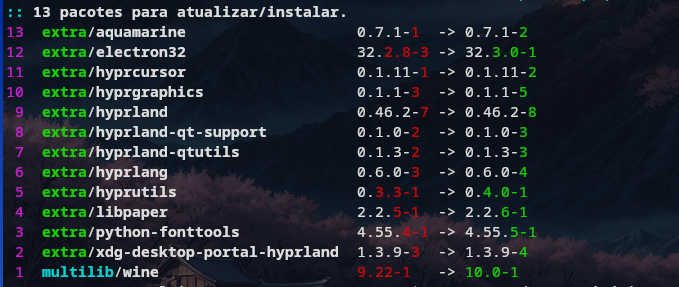 :: 13 pacotes para atualizar/instalar.
13 extra/aquamarine 0.7.1-1 -> 0.7.1-2
12 extra/electron32 32.2.8-3 -> 32.3.0-1
11 extra/hyprcursor 0.1.11-1 -> 0.1.11-2
10 extra/hyprgraphics 0.1.1-3 -> 0.1.1-5
9 extra/hyprland 0.46.2-7 -> 0.46.2-8
8 extra/hyprland-qt-support 0.1.0-2 -> 0.1.0-3
7 extra/hyprland-qtutils 0.1.3-2 -> 0.1.3-3
6 extra/hyprlang 0.6.0-3 -> 0.6.0-4
5 extra/hyprutils 0.3.3-1 -> 0.4.0-1
4 extra/libpaper 2.2.5-1 -> 2.2.6-1
3 extra/python-fonttools 4.55.4-1 -> 4.55.5-1
2 extra/xdg-desktop-portal-hyprland 1.3.9-3 -> 1.3.9-4
1 multilib/wine 9.22-1 -> 10.0-1